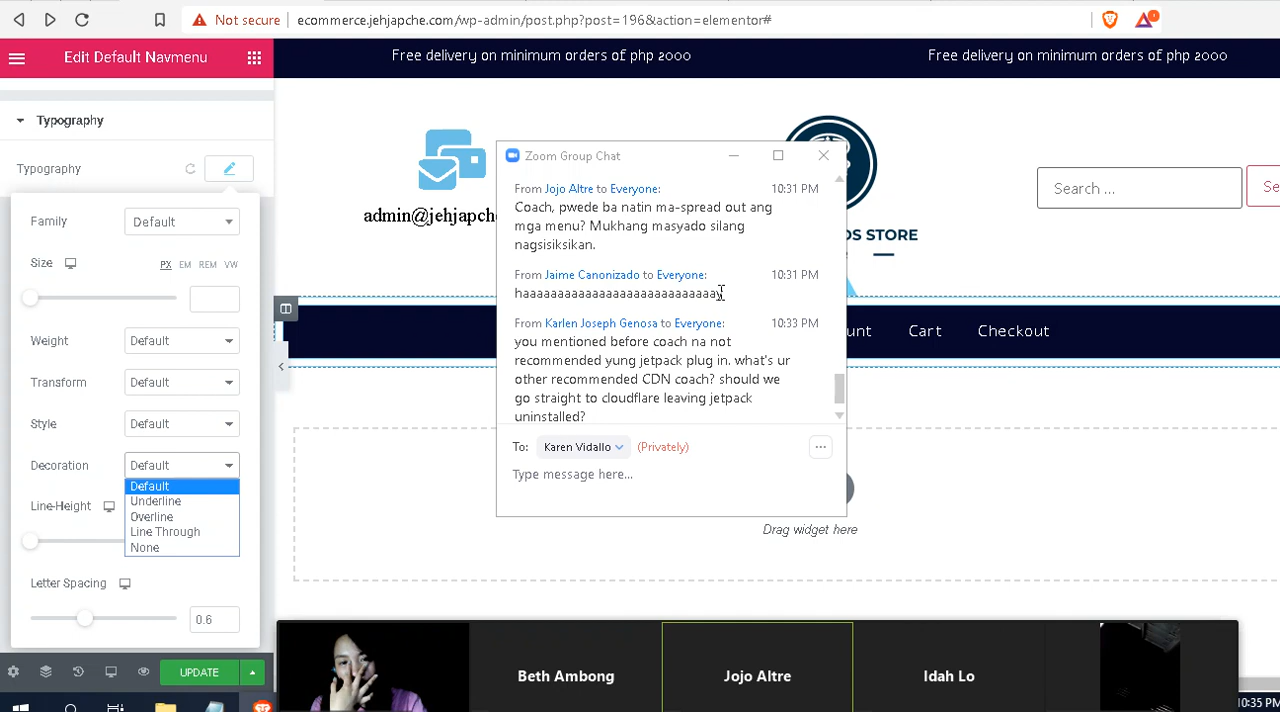 Not secure
ecommerce.jehjapche.com/wp-admin/post.php?post=196&action=elementor#
Edit Default Navmenu
Free delivery on minimum orders of php 2000
Free delivery on minimum orders of php 2000
Typography
Typography
Family
Default
Size
PX EM REM VW
Weight
Default
Transform
Default
Style
Default
Decoration
Default
Default
Underline
Overline
Line Through
None
Line-Height
Letter Spacing
0.6
UPDATE
admin@jehjapche
Search ...
Se
DS STORE
unt
Cart
Checkout
Drag widget here
Zoom Group Chat
From Jojo Altre to Everyone:
10:31 PM
Coach, pwede ba natin ma-spread out ang
mga menu? Mukhang masyado silang
nagsisiksikan.
From Jaime Canonizado to Everyone:
10:31 PM
haaaaaaaaaaaaaaaaaaaaaaaaaaaay
From Karlen Joseph Genosa to Everyone:
10:33 PM
you mentioned before coach na not
recommended yung jetpack plug in. what's ur
other recommended CDN coach? should we
go straight to cloudflare leaving jetpack
uninstalled?
To: Karen Vidallo (Privately)
Type message here...
Beth Ambong
Jojo Altre
Idah Lo
10:35 PM